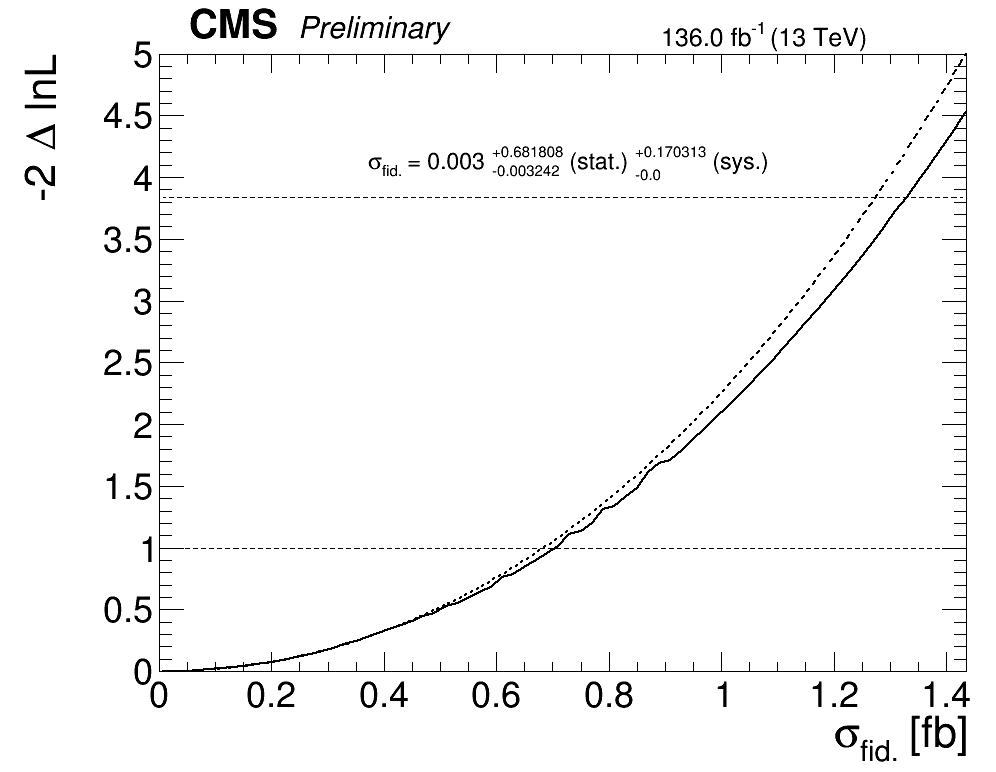 CMS Preliminary
136.0 fb⁻¹ (13 TeV)
-2 Δ lnL
5
4.5
4
3.5
3
2.5
2
1.5
1
0.5
0
σfid. = 0.003 +0.681808 -0.003242 (stat.) +0.170313 -0.0 (sys.)
0 0.2 0.4 0.6 0.8 1 1.2 1.4
σfid. [fb]